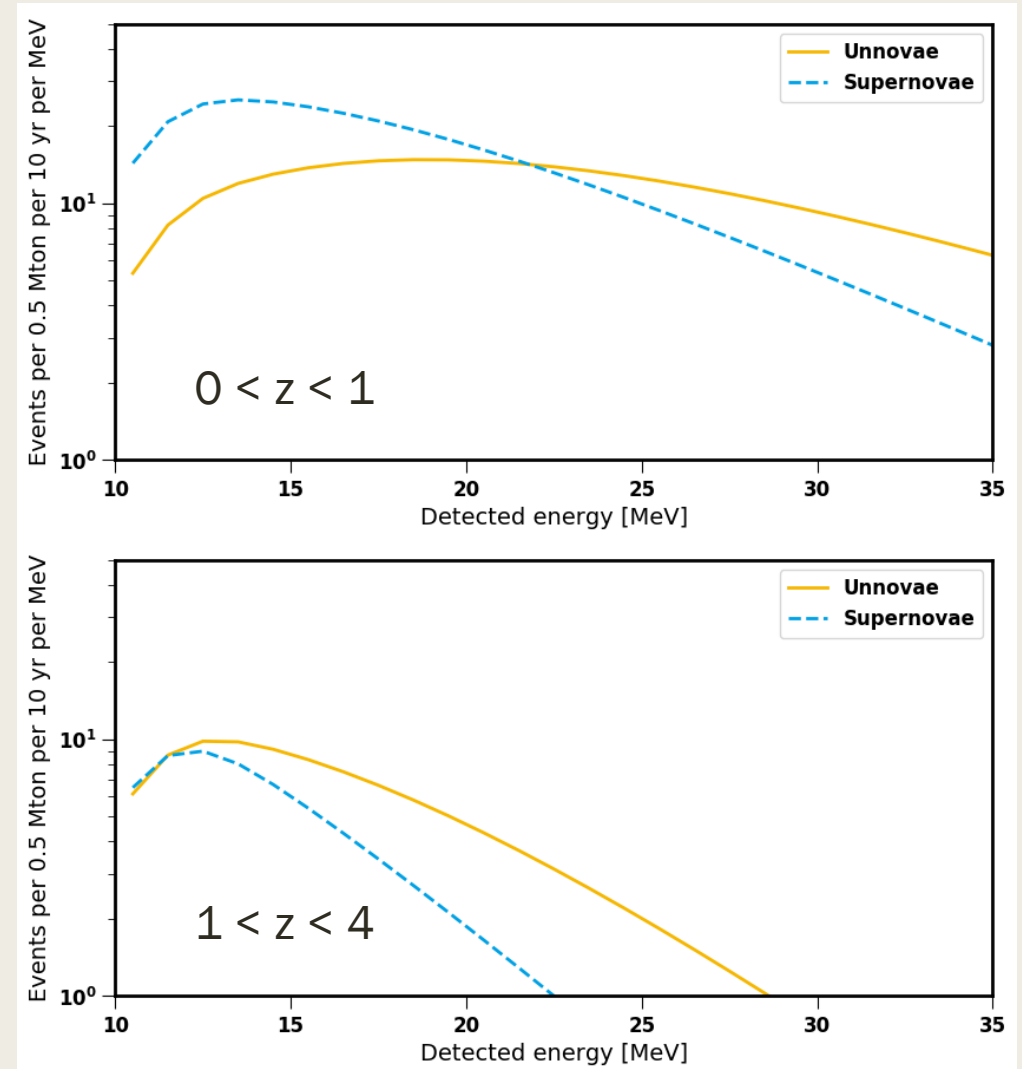 Events per 0.5 Mton per 10 yr per MeV
Unnovae
Supernovae
10¹
0 < z < 1
10⁰
10 15 20 25 30 35
Detected energy [MeV]
Events per 0.5 Mton per 10 yr per MeV
Unnovae
Supernovae
10¹
1 < z < 4
10⁰
10 15 20 25 30 35
Detected energy [MeV]